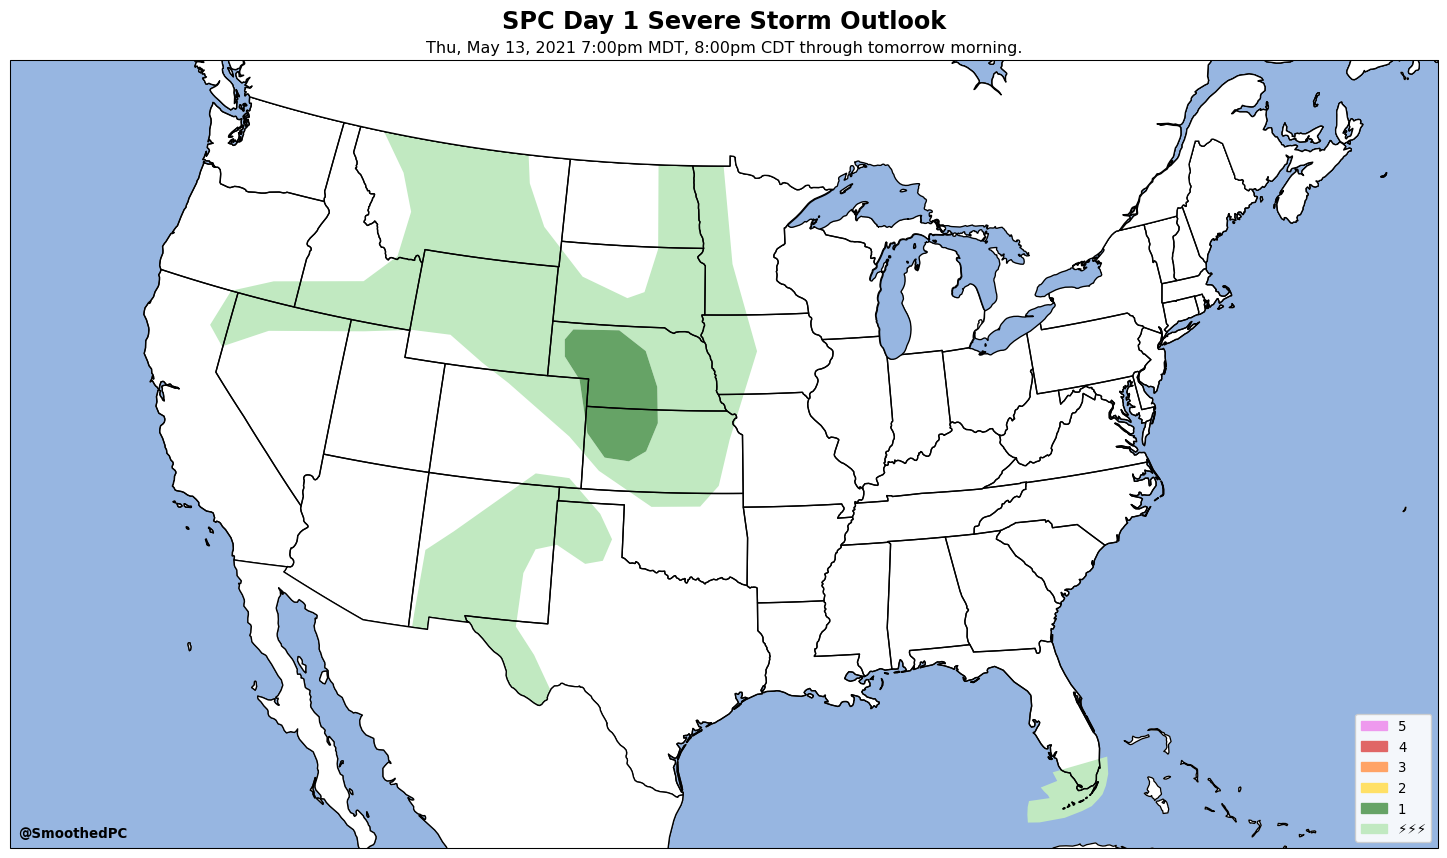 SPC Day 1 Severe Storm Outlook
Thu, May 13, 2021 7:00pm MDT, 8:00pm CDT through tomorrow morning.
5
4
3
2
1
⚡⚡⚡
@SmoothedPC